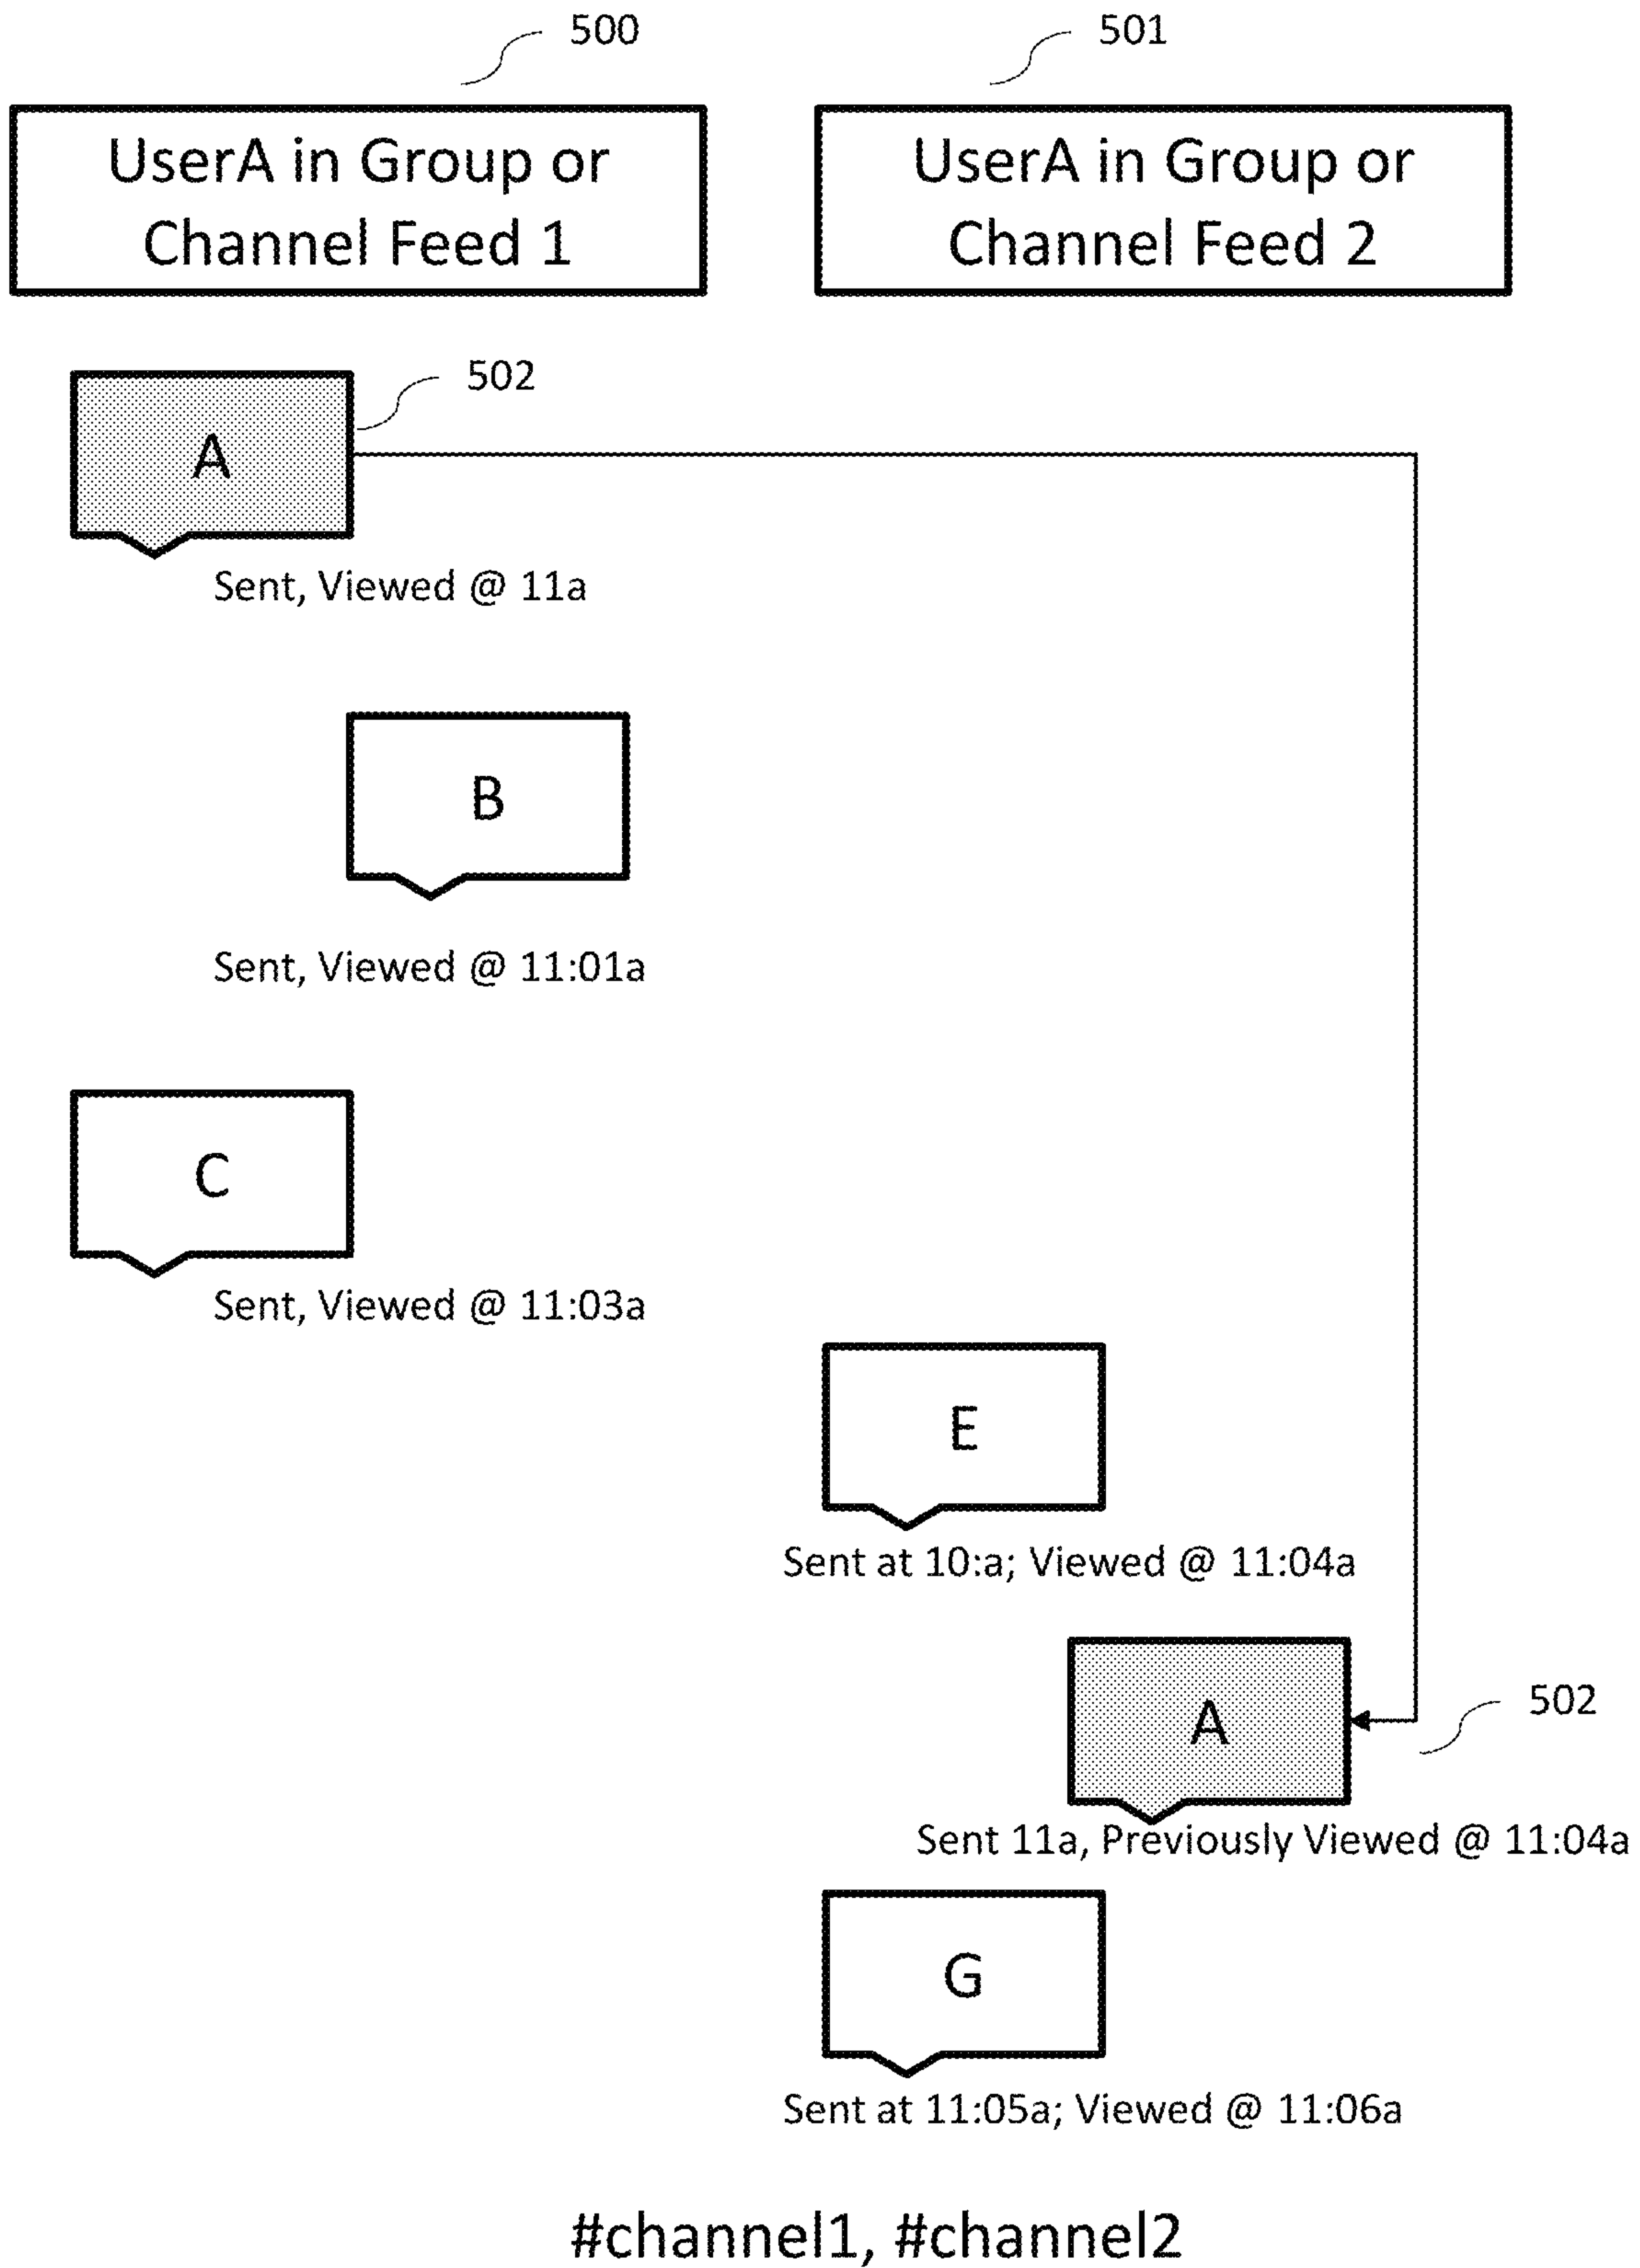 500
501
UserA in Group or
Channel Feed 1
UserA in Group or
Channel Feed 2
502
A
Sent, Viewed @ 11a
B
Sent, Viewed @ 11:01a
C
Sent, Viewed @ 11:03a
E
Sent at 10:a; Viewed @ 11:04a
502
A
Sent 11a, Previously Viewed @ 11:04a
G
Sent at 11:05a; Viewed @ 11:06a
#channel1, #channel2